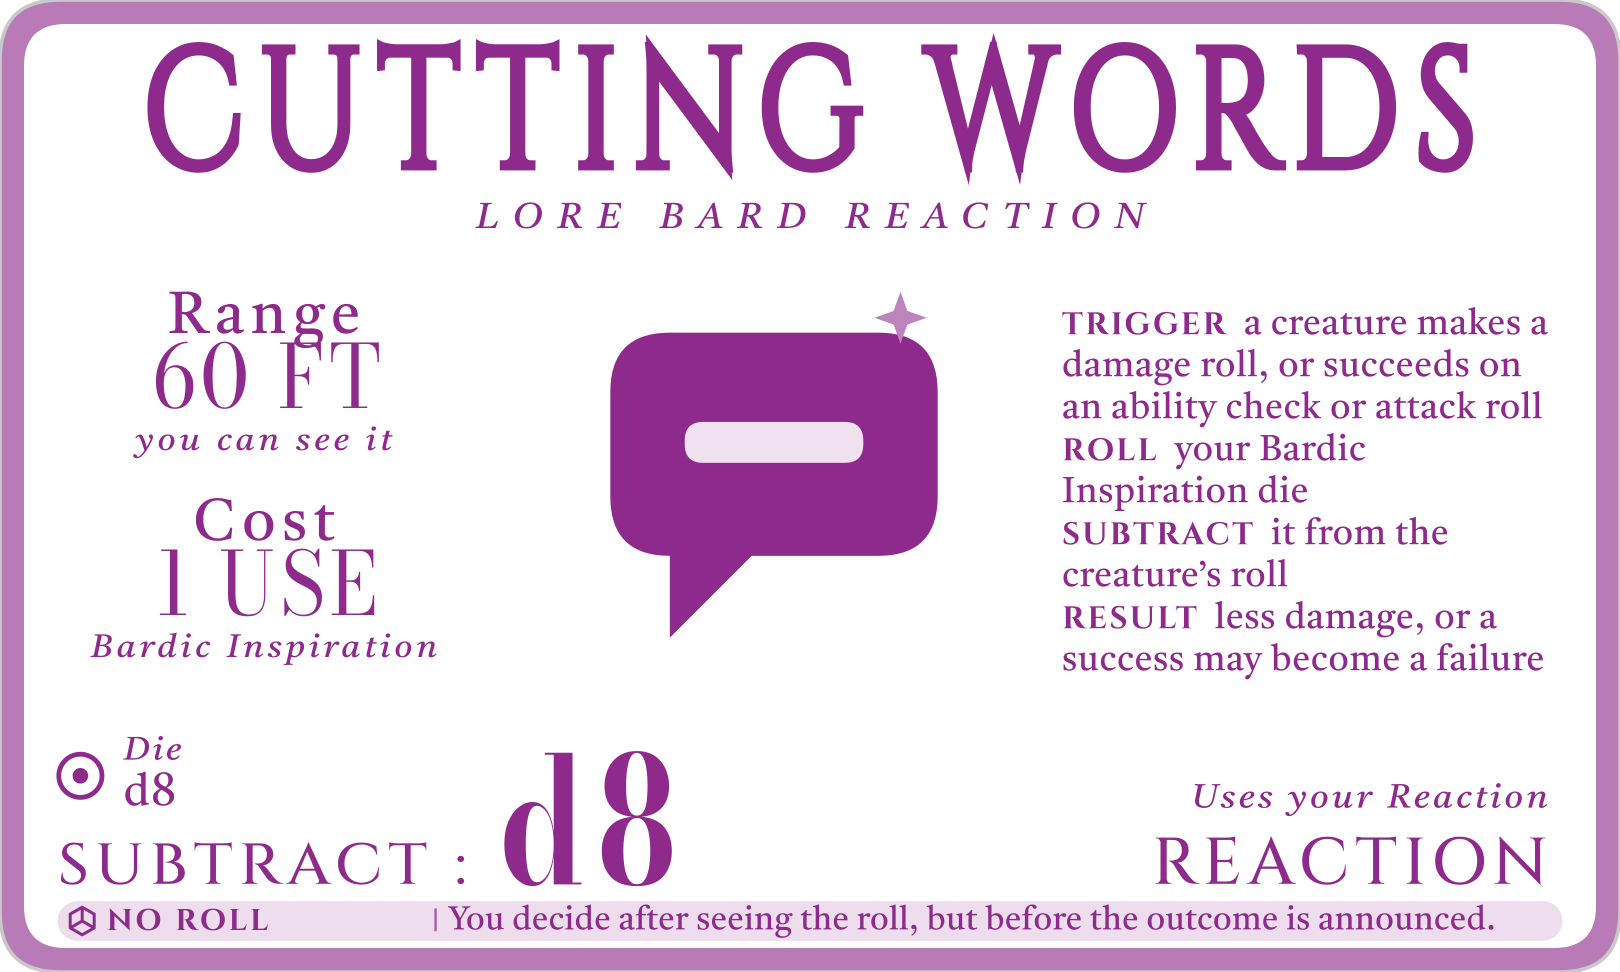 CUTTING WORDS
LORE BARD REACTION
Range
60 FT
you can see it
Cost
1 USE
Bardic Inspiration
TRIGGER a creature makes a
damage roll, or succeeds on
an ability check or attack roll
ROLL your Bardic
Inspiration die
SUBTRACT it from the
creature’s roll
RESULT less damage, or a
success may become a failure
Die
d8
SUBTRACT : d8
Uses your Reaction
REACTION
NO ROLL | You decide after seeing the roll, but before the outcome is announced.